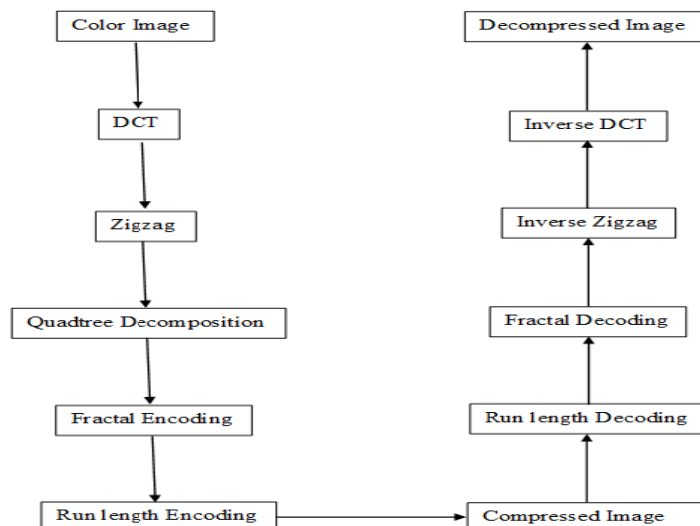 Color Image
DCT
Zigzag
Quadtree Decomposition
Fractal Encoding
Run length Encoding
Compressed Image
Run length Decoding
Fractal Decoding
Inverse Zigzag
Inverse DCT
Decompressed Image